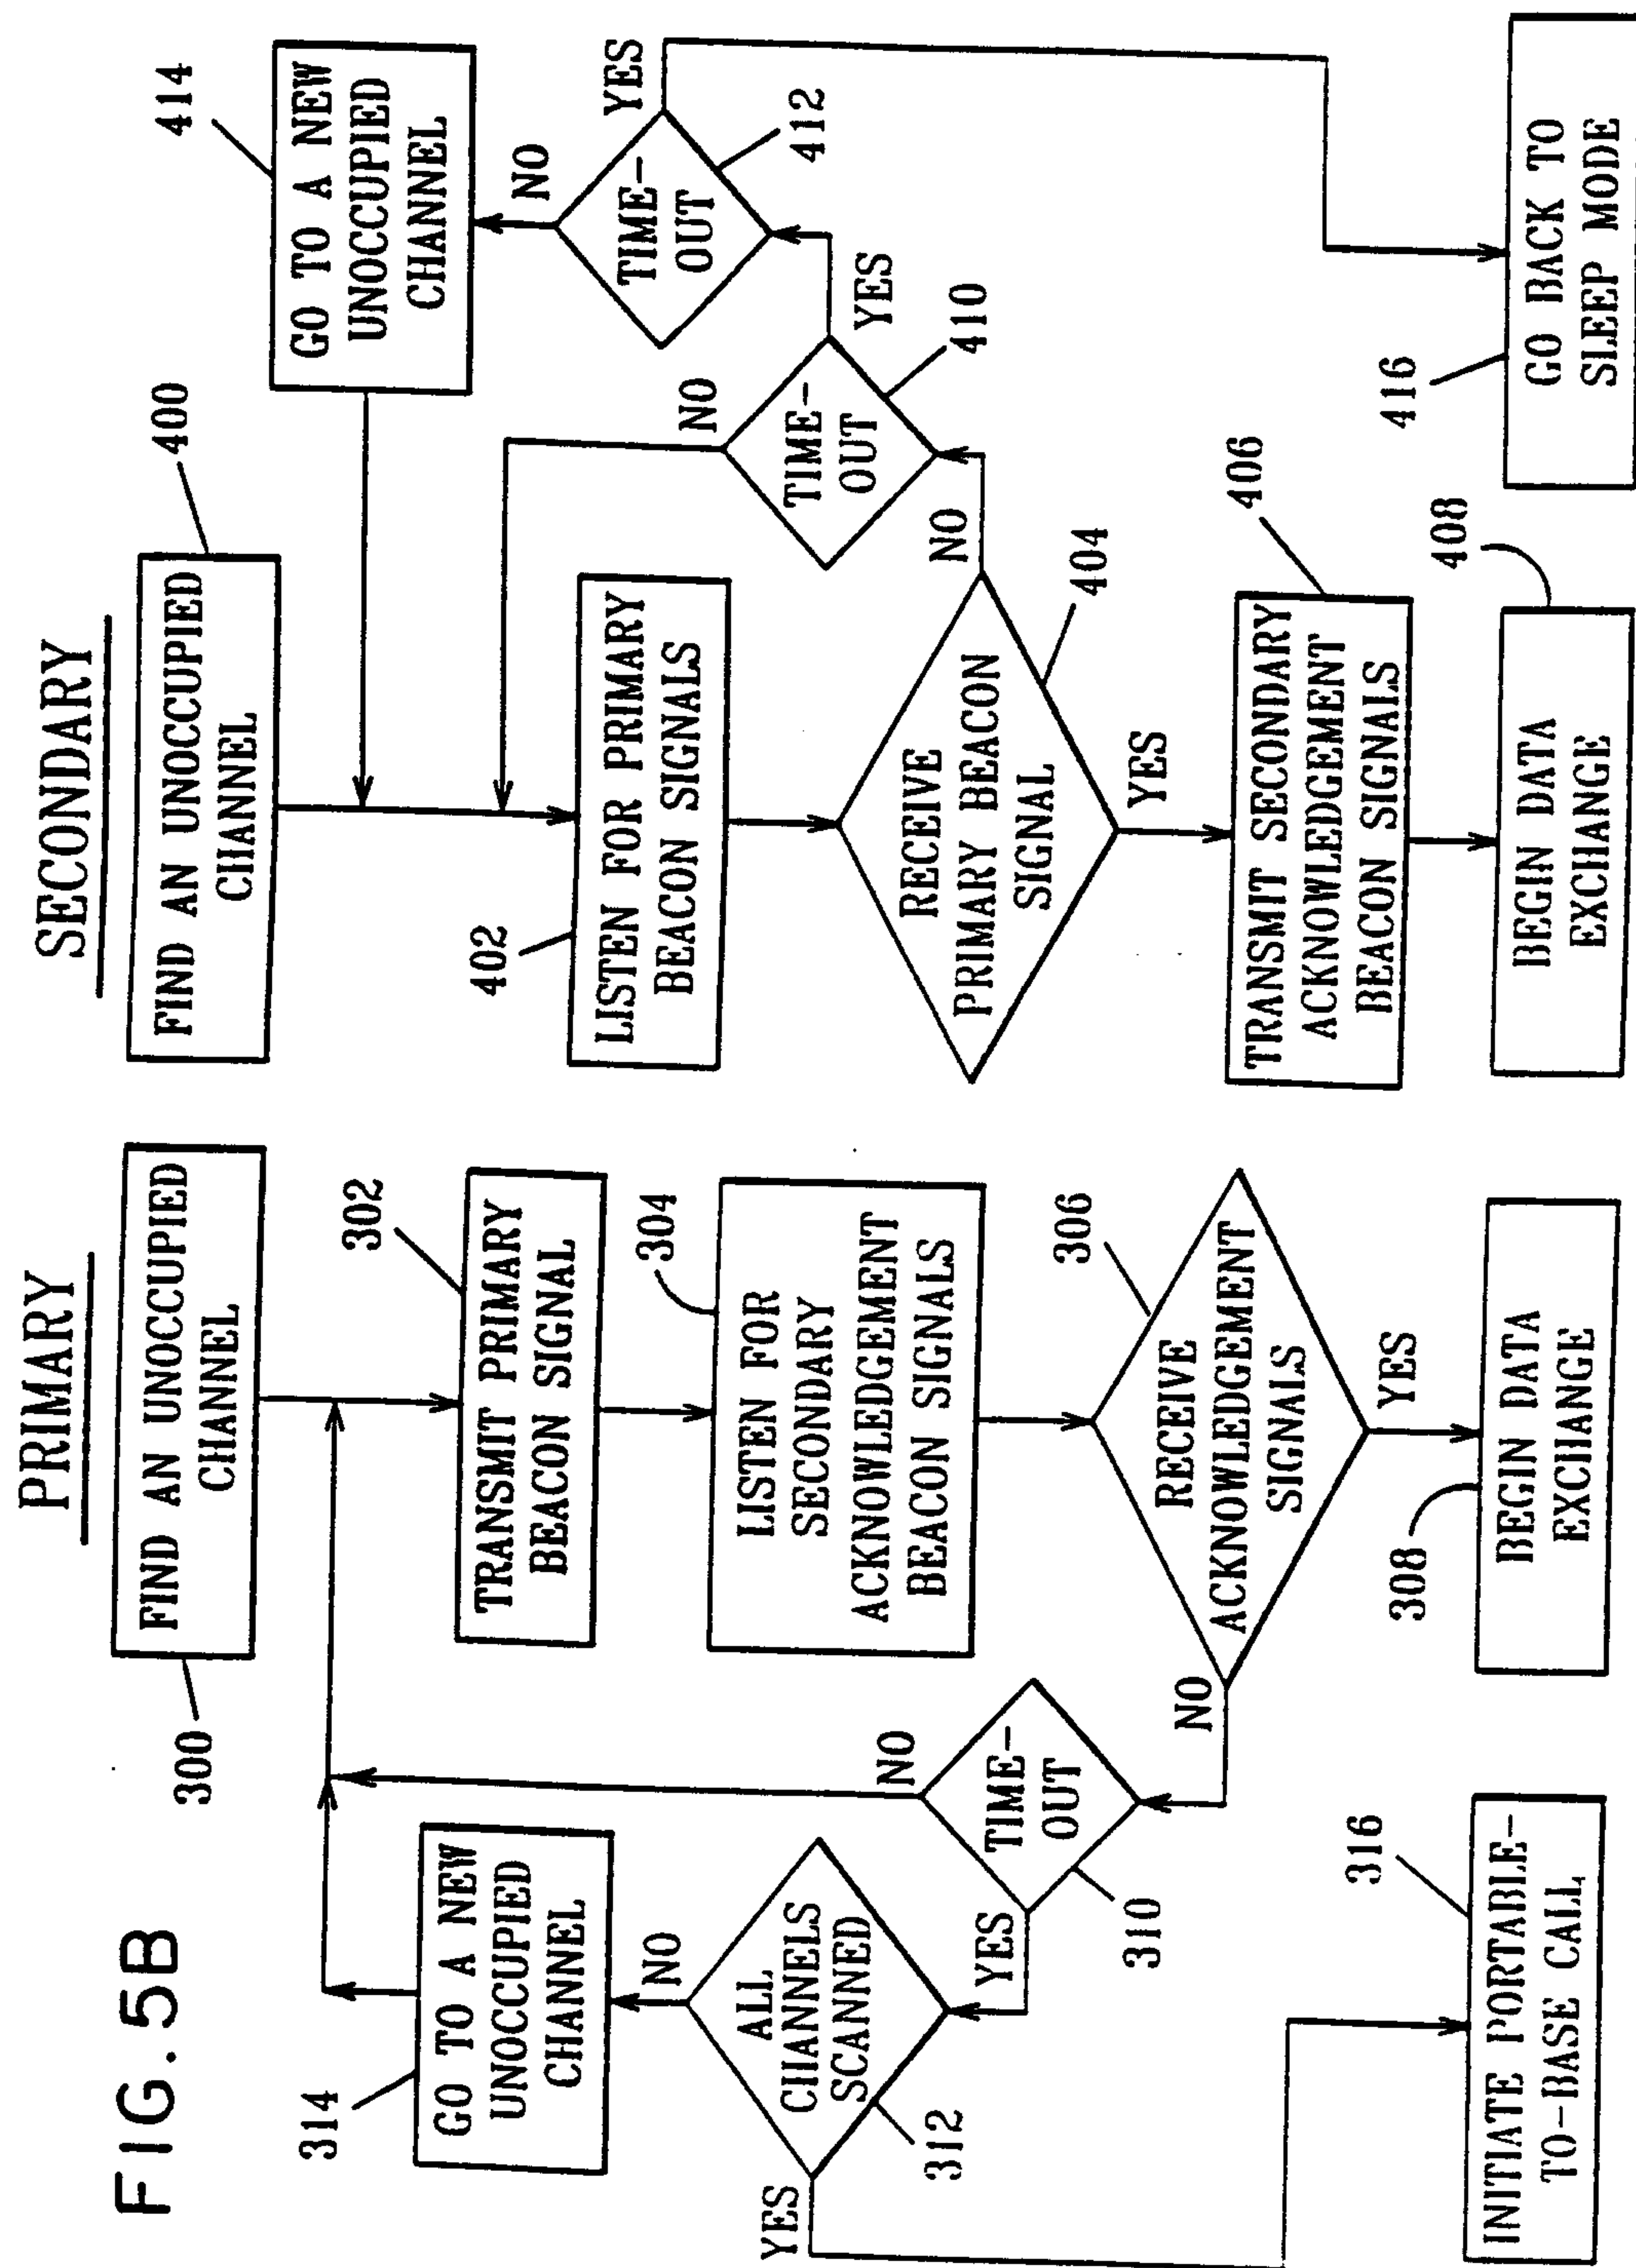 FIG. 5B
PRIMARY
300
FIND AN UNOCCUPIED
CHANNEL
302
TRANSMIT PRIMARY
BEACON SIGNAL
304
LISTEN FOR
SECONDARY
ACKNOWLEDGEMENT
BEACON SIGNALS
306
RECEIVE
ACKNOWLEDGEMENT
SIGNALS
YES
NO
308
BEGIN DATA
EXCHANGE
TIME-
OUT
310
NO
YES
ALL
CHANNELS
SCANNED
312
NO
YES
314
GO TO A NEW
UNOCCUPIED
CHANNEL
316
INITIATE PORTABLE-
TO-BASE CALL
SECONDARY
400
FIND AN UNOCCUPIED
CHANNEL
402
LISTEN FOR PRIMARY
BEACON SIGNALS
404
RECEIVE
PRIMARY BEACON
SIGNAL
YES
NO
406
TRANSMIT SECONDARY
ACKNOWLEDGEMENT
BEACON SIGNALS
408
BEGIN DATA
EXCHANGE
TIME-
OUT
410
NO
YES
TIME-
OUT
412
NO
YES
414
GO TO A NEW
UNOCCUPIED
CHANNEL
416
GO BACK TO
SLEEP MODE